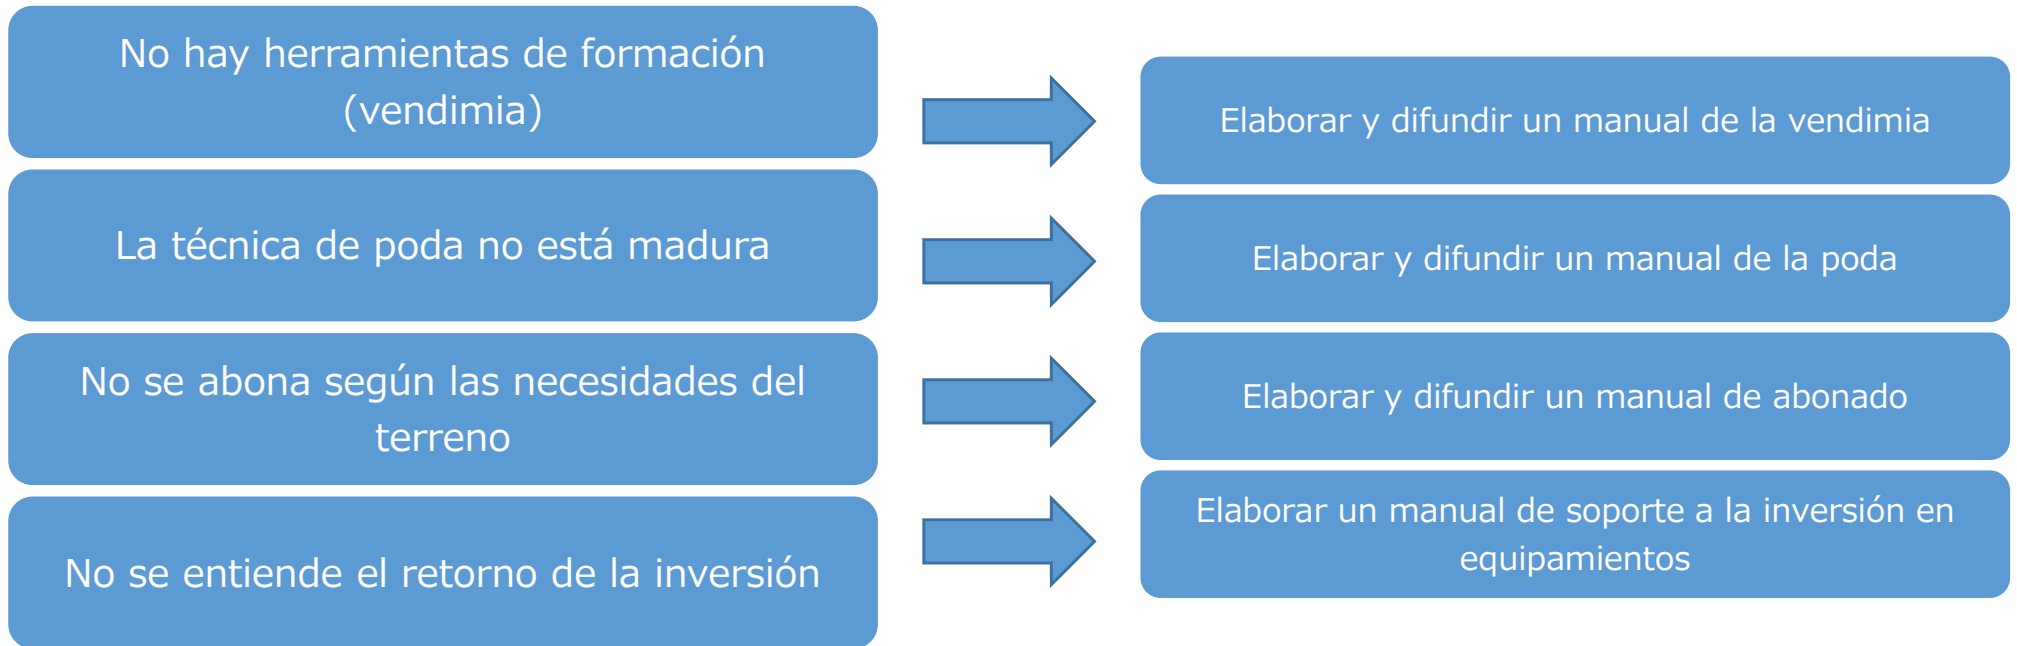 No hay herramientas de formación
(vendimia)
Elaborar y difundir un manual de la vendimia
La técnica de poda no está madura
Elaborar y difundir un manual de la poda
No se abona según las necesidades del
terreno
Elaborar y difundir un manual de abonado
No se entiende el retorno de la inversión
Elaborar un manual de soporte a la inversión en
equipamientos